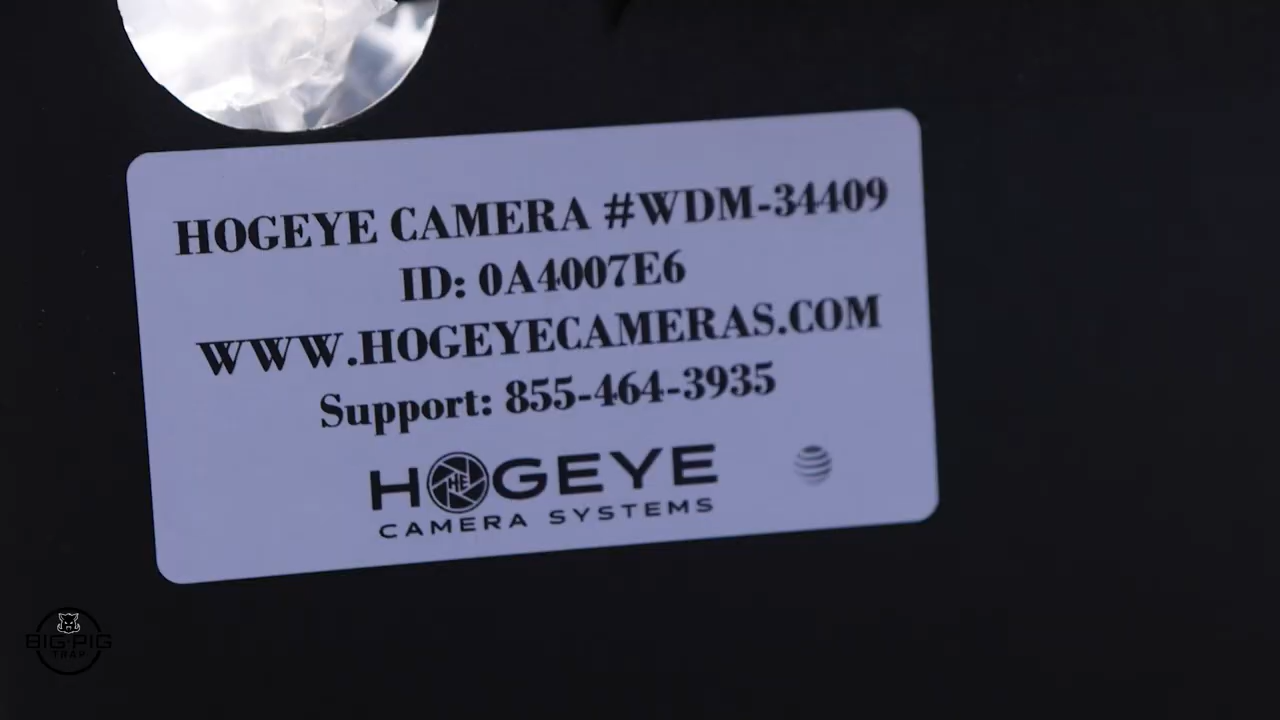 HOGEYE CAMERA #WDM-34409
ID: 0A4007E6
WWW.HOGEYECAMERAS.COM
Support: 855-464-3935
HOGEYE
HE
CAMERA SYSTEMS
BIG PIG
TRAP